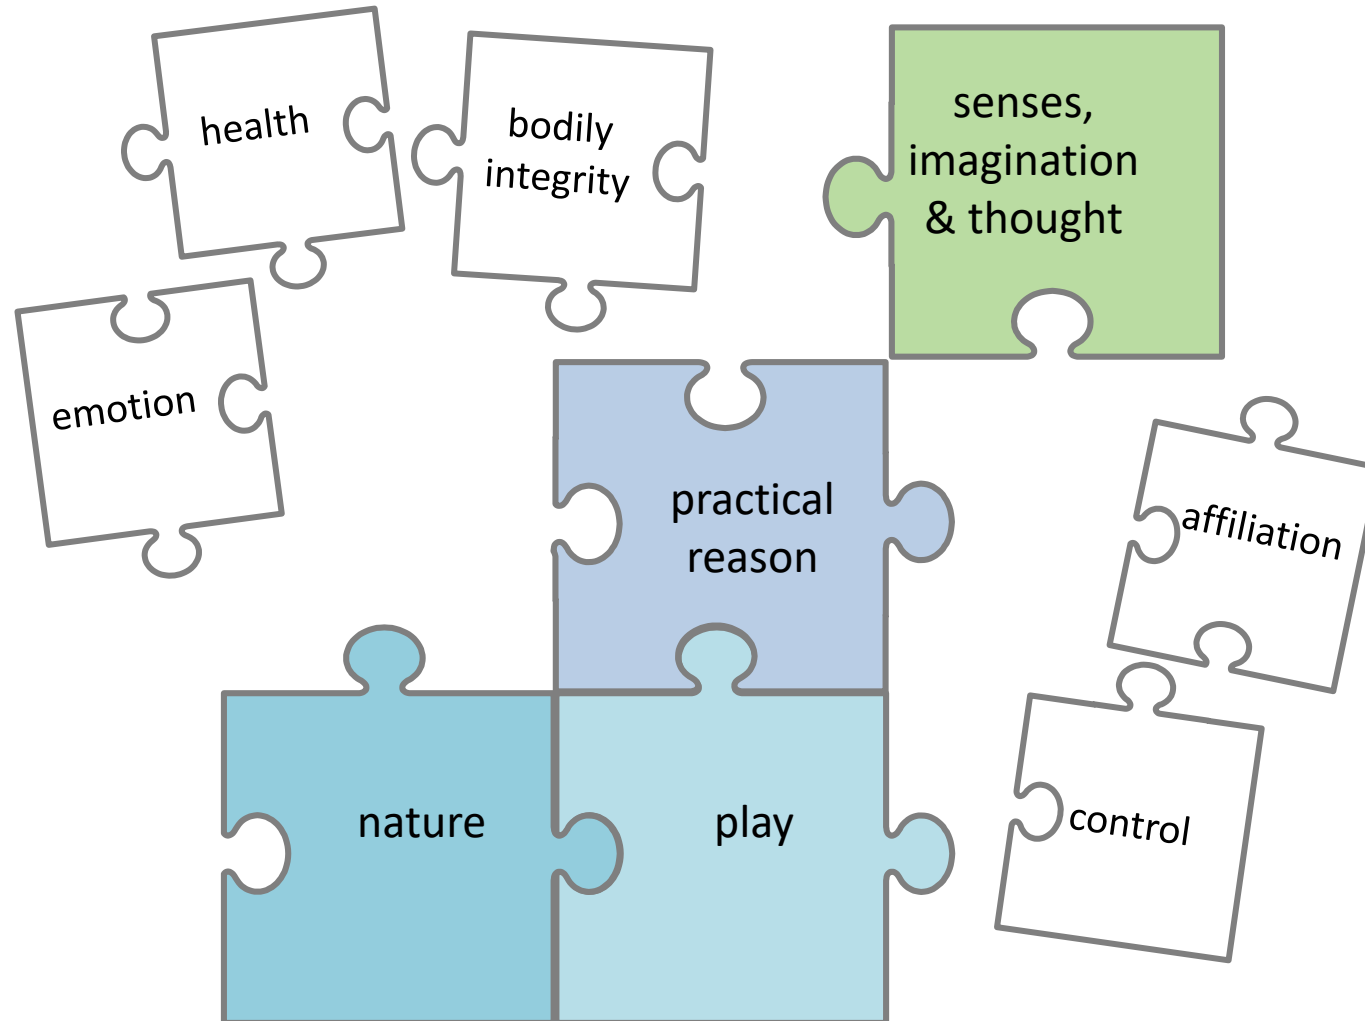 health
bodily
integrity
senses,
imagination
& thought
emotion
practical
reason
affiliation
nature
play
control